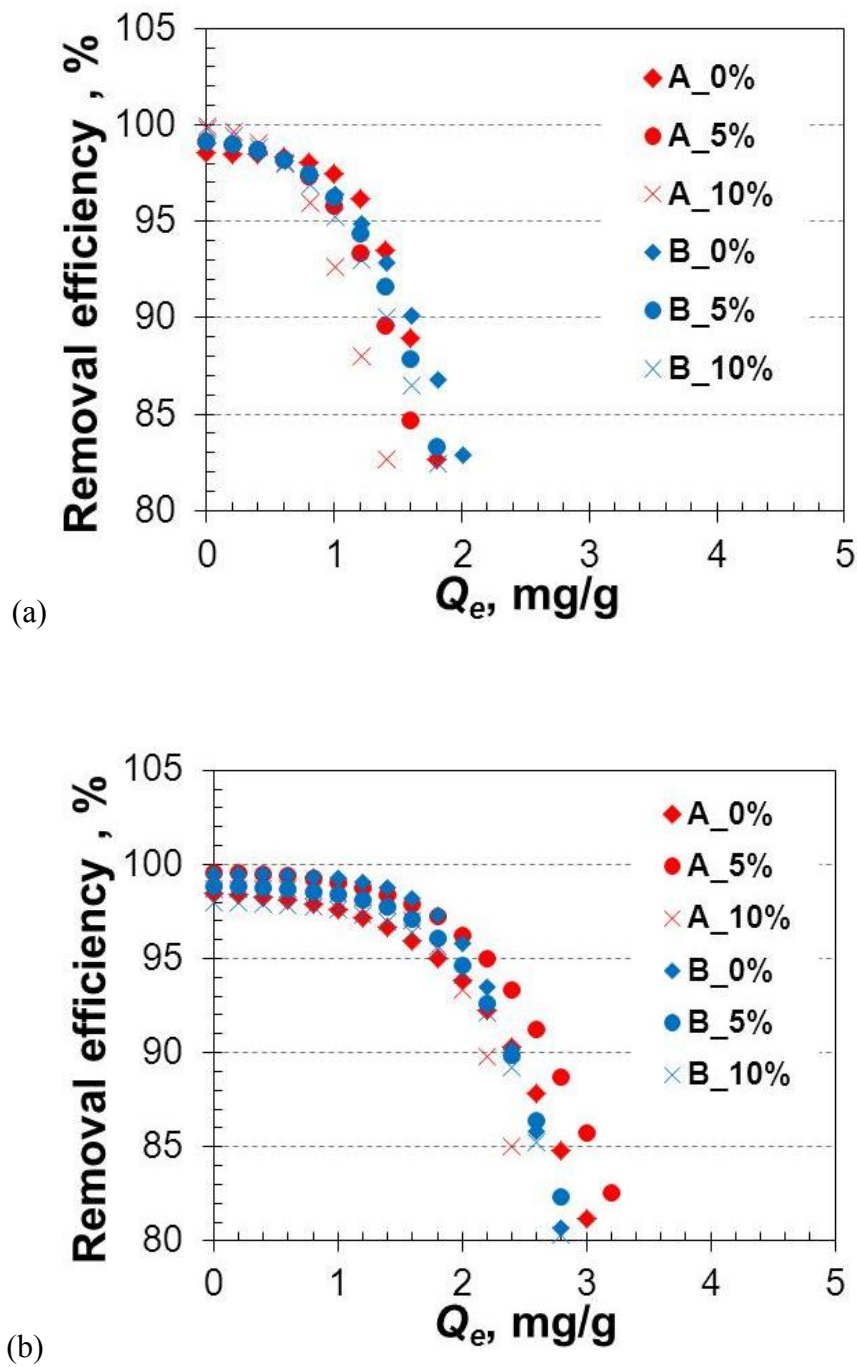 105
100
95
90
85
80
Removal efficiency , %
A_0%
A_5%
A_10%
B_0%
B_5%
B_10%
0 1 2 3 4 5
Qe, mg/g
(a)
105
100
95
90
85
80
Removal efficiency , %
A_0%
A_5%
A_10%
B_0%
B_5%
B_10%
0 1 2 3 4 5
Qe, mg/g
(b)